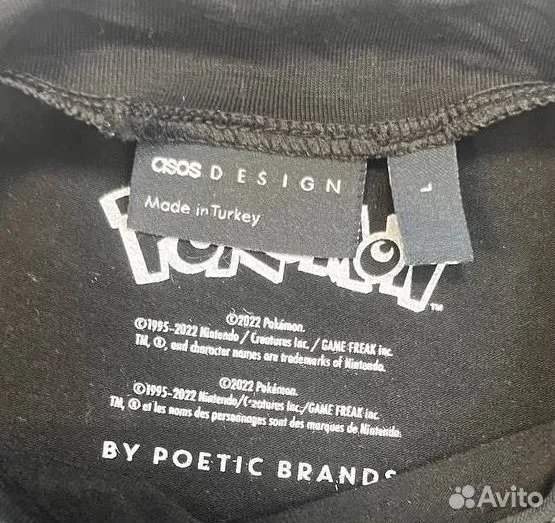 asos DESIGN
Made in Turkey
L
TM
©2022 Pokémon.
©1995-2022 Nintendo / Creatures Inc. / GAME FREAK inc.
TM, ®, and character names are trademarks of Nintendo.
©2022 Pokémon.
©1995-2022 Nintendo/Creatures Inc./GAME FREAK inc.
TM, ® et les noms des personnages sont des marques de Nintendo.
BY POETIC BRANDS
Avito